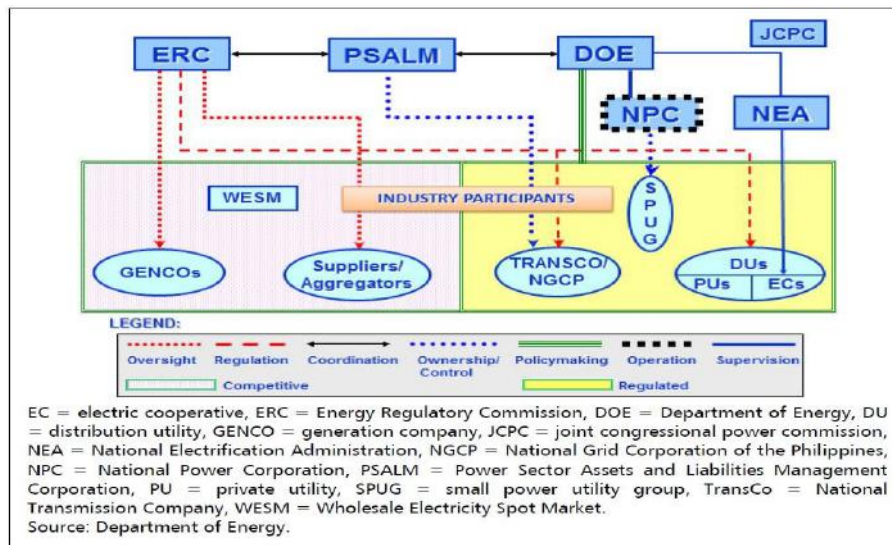 JCPC
ERC
PSALM
DOE
NPC
NEA
WESM
INDUSTRY PARTICIPANTS
SPUG
GENCOs
Suppliers/
Aggregators
TRANSCO/
NGCP
DUs
PUs
ECs
LEGEND:
Oversight
Regulation
Coordination
Ownership/
Control
Policymaking
Operation
Supervision
Competitive
Regulated
EC = electric cooperative, ERC = Energy Regulatory Commission, DOE = Department of Energy, DU
= distribution utility, GENCO = generation company, JCPC = joint congressional power commission,
NEA = National Electrification Administration, NGCP = National Grid Corporation of the Philippines,
NPC = National Power Corporation, PSALM = Power Sector Assets and Liabilities Management
Corporation, PU = private utility, SPUG = small power utility group, TransCo = National
Transmission Company, WESM = Wholesale Electricity Spot Market.
Source: Department of Energy.